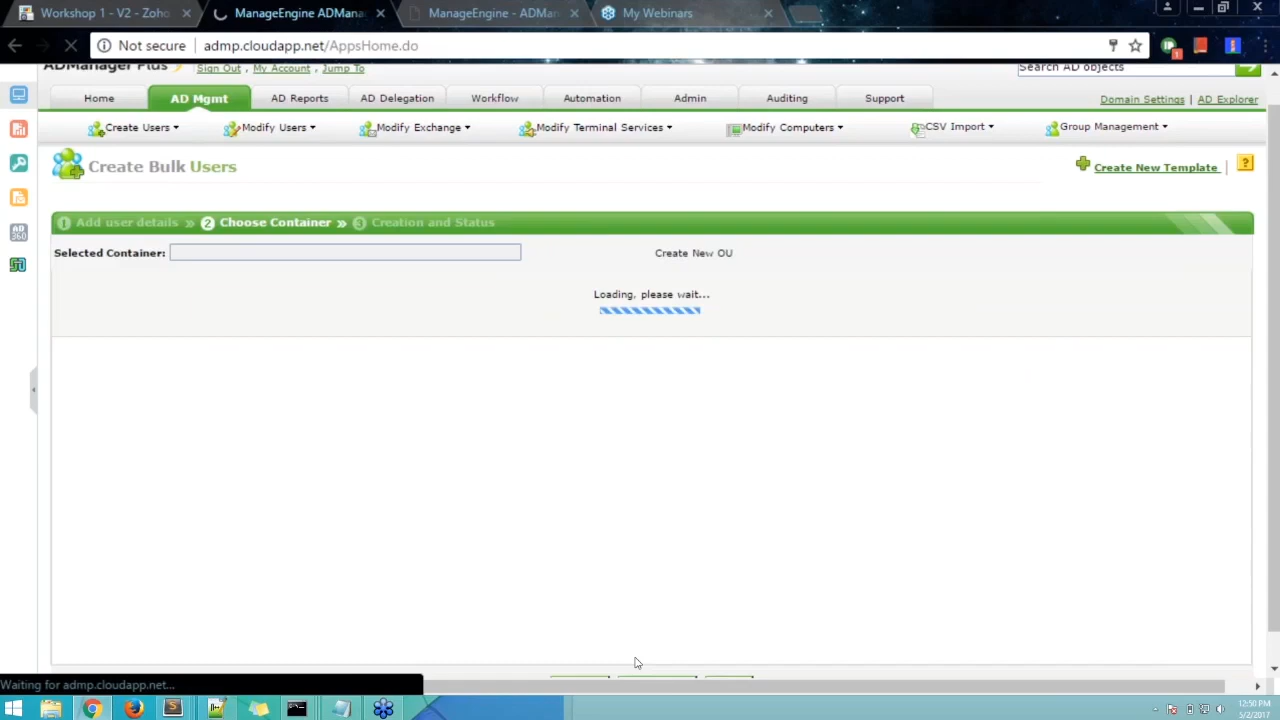 Workshop 1 - V2 - Zoho
ManageEngine ADMana
ManageEngine - ADMan
My Webinars
Not secure
admp.cloudapp.net/AppsHome.do
ADManager Plus
Sign Out , My Account , Jump To
Search AD objects
Home
AD Mgmt
AD Reports
AD Delegation
Workflow
Automation
Admin
Auditing
Support
Domain Settings | AD Explorer
Create Users
Modify Users
Modify Exchange
Modify Terminal Services
Modify Computers
CSV Import
Group Management
Create Bulk Users
Create New Template | ?
1 Add user details » 2 Choose Container » 3 Creation and Status
Selected Container:
Create New OU
Loading, please wait...
AD
360
Waiting for admp.cloudapp.net...
12:50 PM
5/2/2017